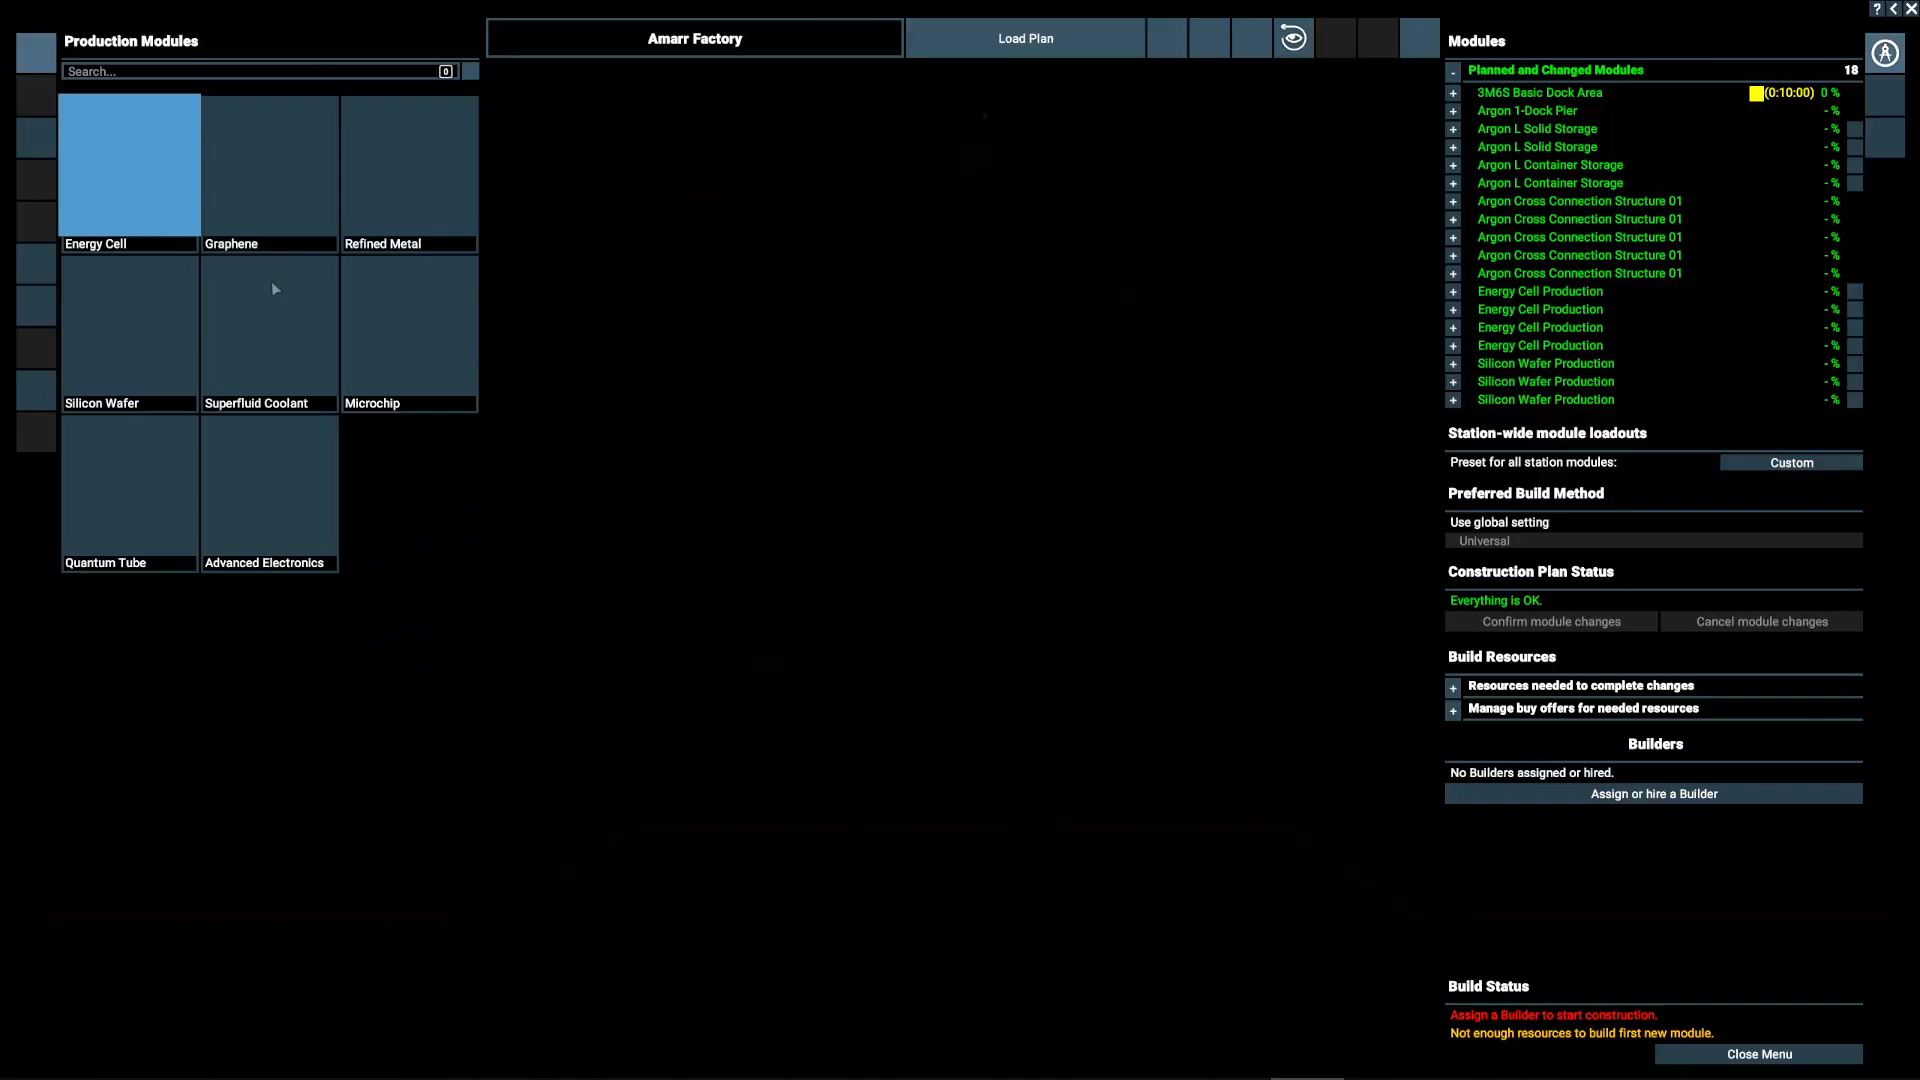 ? < X
Production Modules
Amarr Factory
Load Plan
Modules
Search...
0
- Planned and Changed Modules 18
+ 3M6S Basic Dock Area (0:10:00) 0 %
+ Argon 1-Dock Pier - %
+ Argon L Solid Storage - %
+ Argon L Solid Storage - %
+ Argon L Container Storage - %
+ Argon L Container Storage - %
+ Argon Cross Connection Structure 01 - %
+ Argon Cross Connection Structure 01 - %
+ Argon Cross Connection Structure 01 - %
+ Argon Cross Connection Structure 01 - %
+ Argon Cross Connection Structure 01 - %
+ Energy Cell Production - %
+ Energy Cell Production - %
+ Energy Cell Production - %
+ Energy Cell Production - %
+ Silicon Wafer Production - %
+ Silicon Wafer Production - %
+ Silicon Wafer Production - %
Energy Cell
Graphene
Refined Metal
Silicon Wafer
Superfluid Coolant
Microchip
Quantum Tube
Advanced Electronics
Station-wide module loadouts
Preset for all station modules: Custom
Preferred Build Method
Use global setting
Universal
Construction Plan Status
Everything is OK.
Confirm module changes Cancel module changes
Build Resources
+ Resources needed to complete changes
+ Manage buy offers for needed resources
Builders
No Builders assigned or hired.
Assign or hire a Builder
Build Status
Assign a Builder to start construction.
Not enough resources to build first new module.
Close Menu